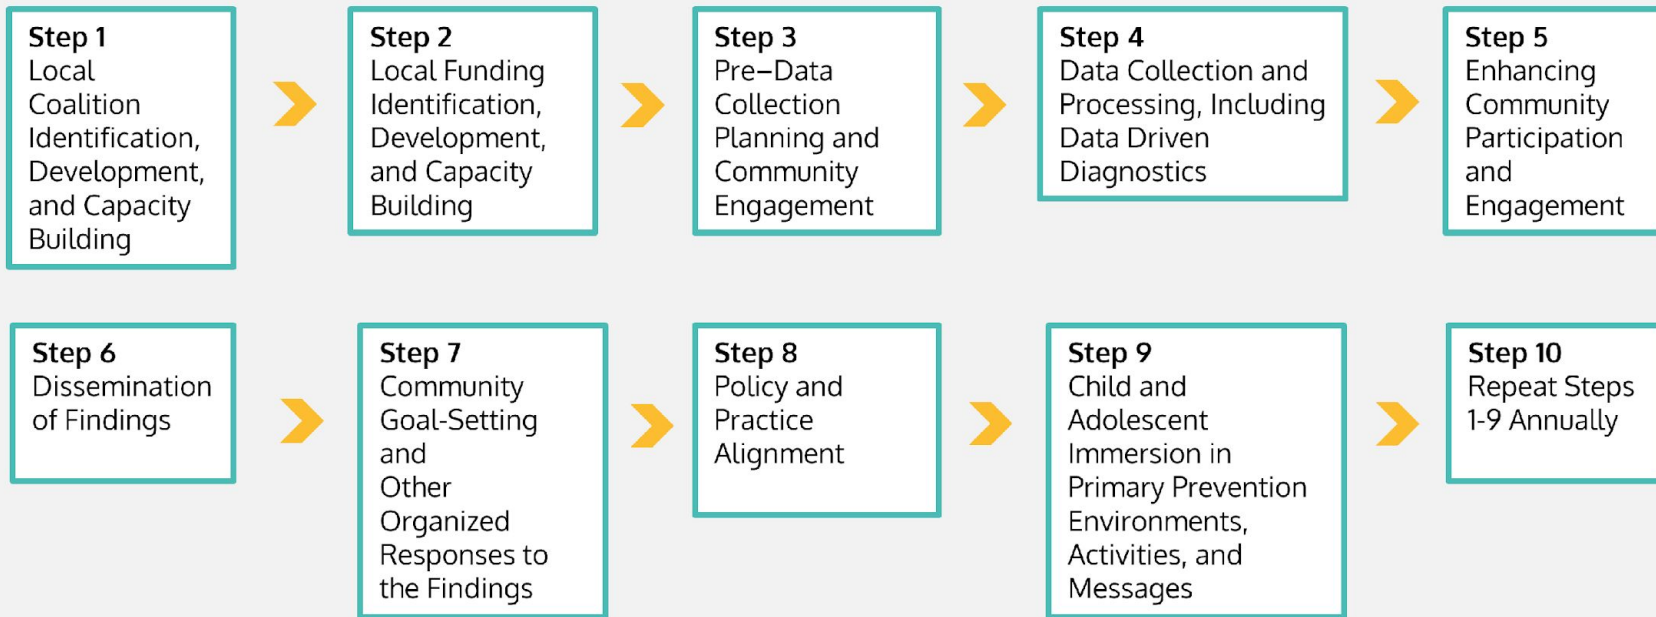 Step 1
Local
Coalition
Identification,
Development,
and Capacity
Building
Step 2
Local Funding
Identification,
Development,
and Capacity
Building
Step 3
Pre–Data
Collection
Planning and
Community
Engagement
Step 4
Data Collection and
Processing, Including
Data Driven
Diagnostics
Step 5
Enhancing
Community
Participation
and
Engagement
Step 6
Dissemination
of Findings
Step 7
Community
Goal-Setting
and
Other
Organized
Responses to
the Findings
Step 8
Policy and
Practice
Alignment
Step 9
Child and
Adolescent
Immersion in
Primary Prevention
Environments,
Activities, and
Messages
Step 10
Repeat Steps
1-9 Annually